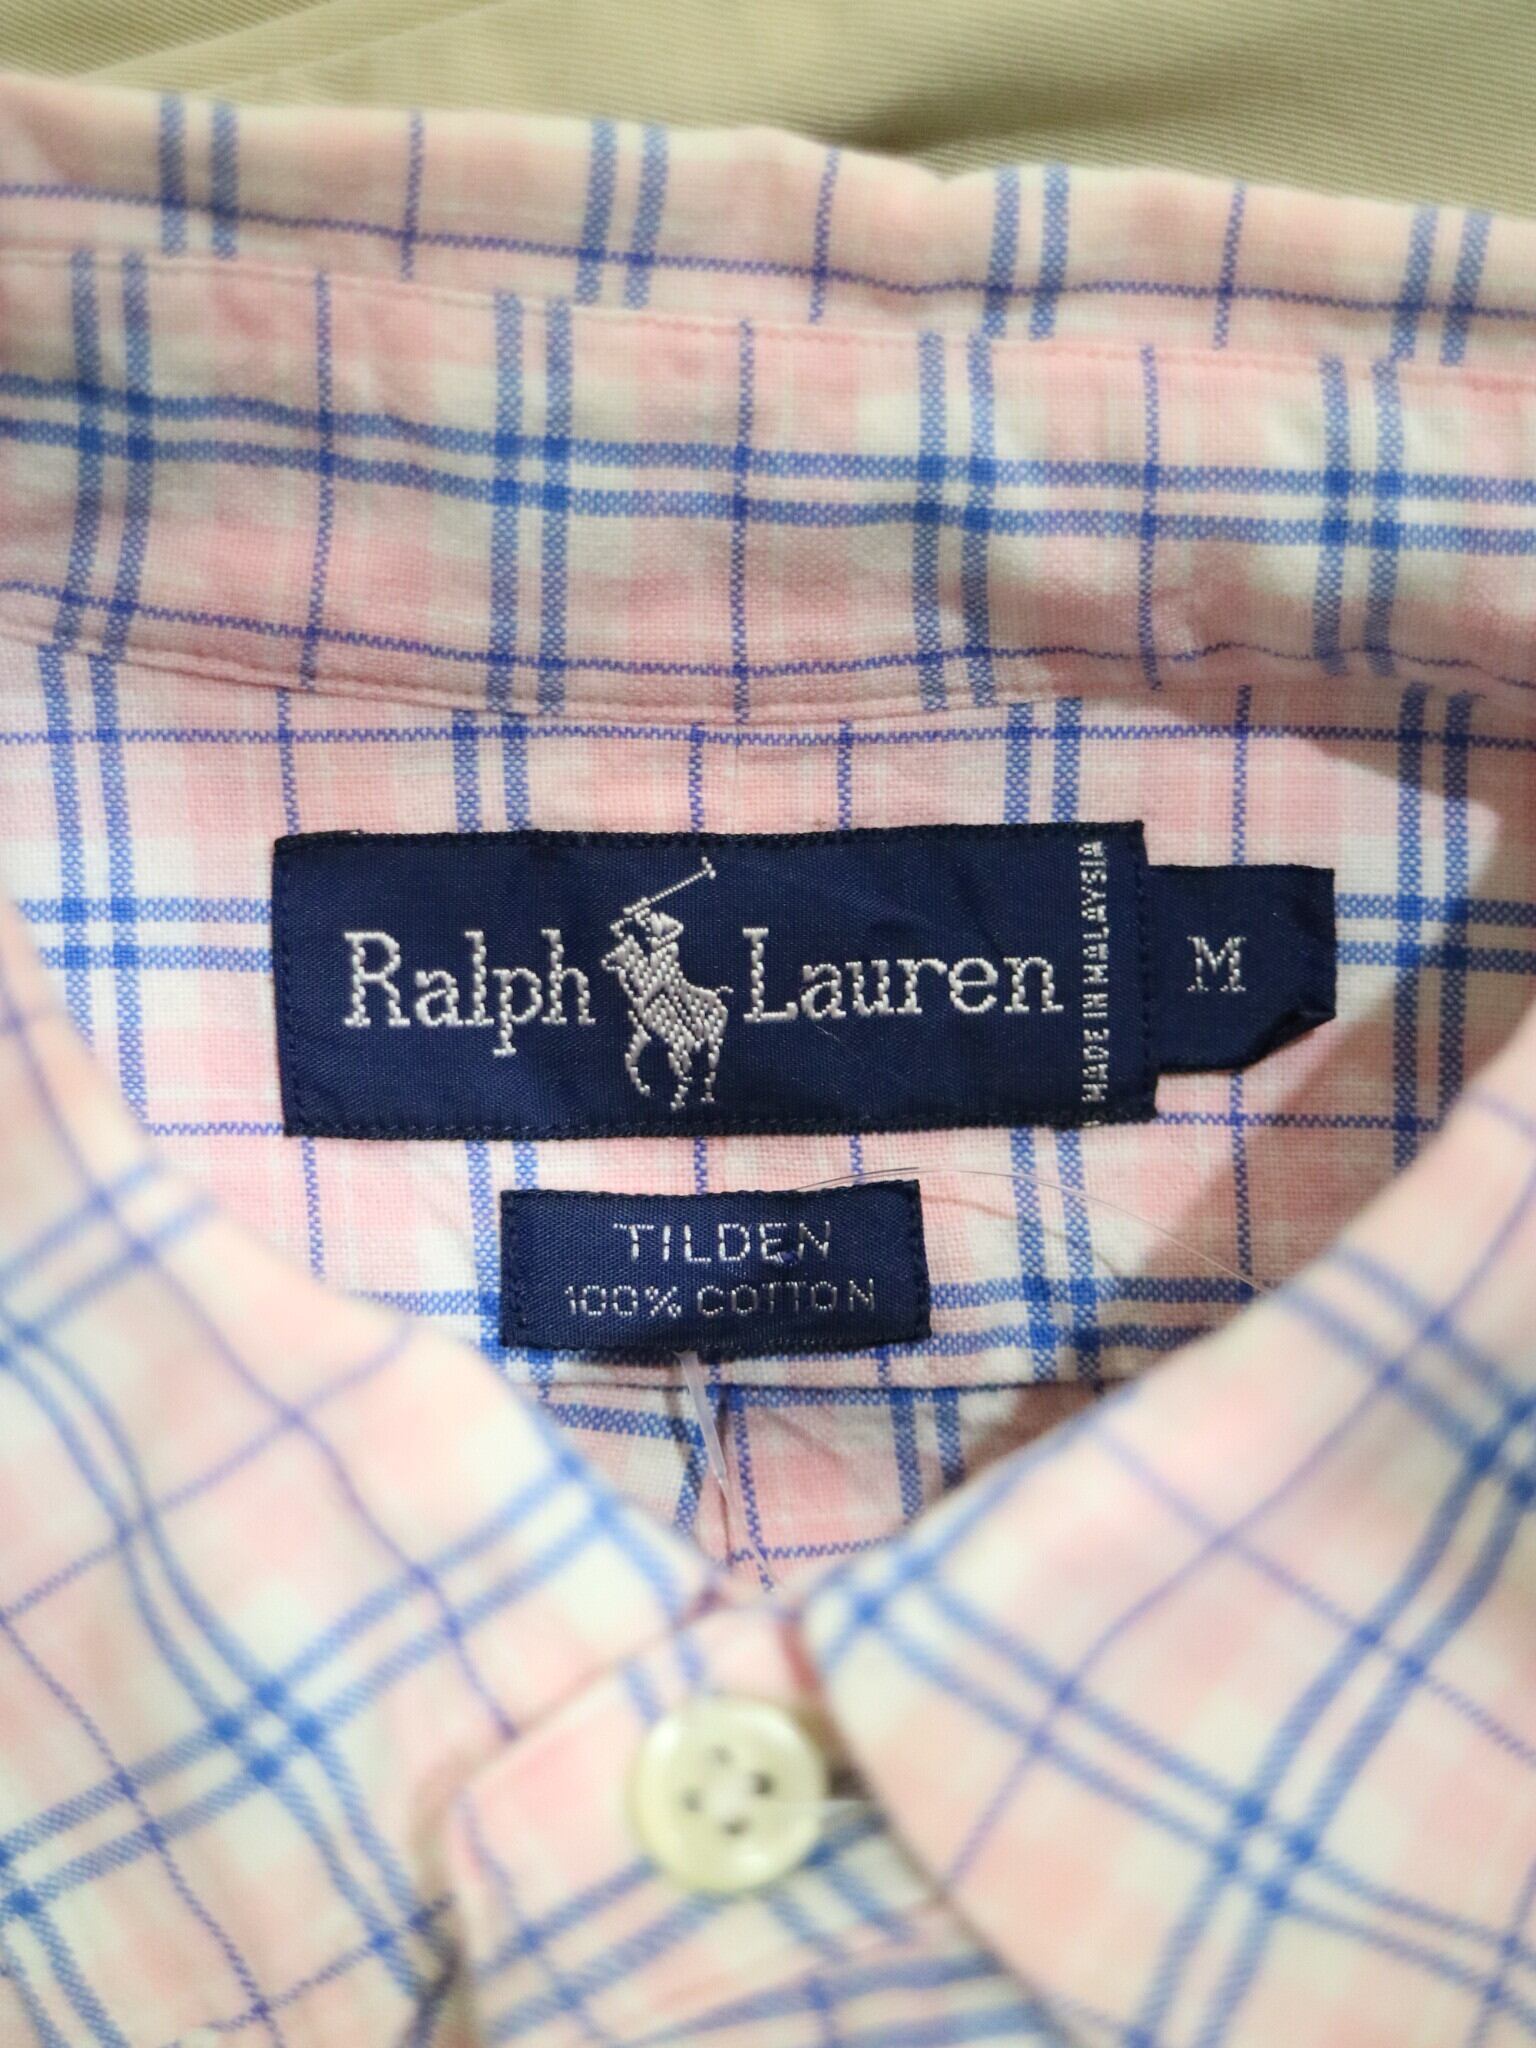 Ralph Lauren
MADE IN MALAYSIA
M
TILDEN
100% COTTON